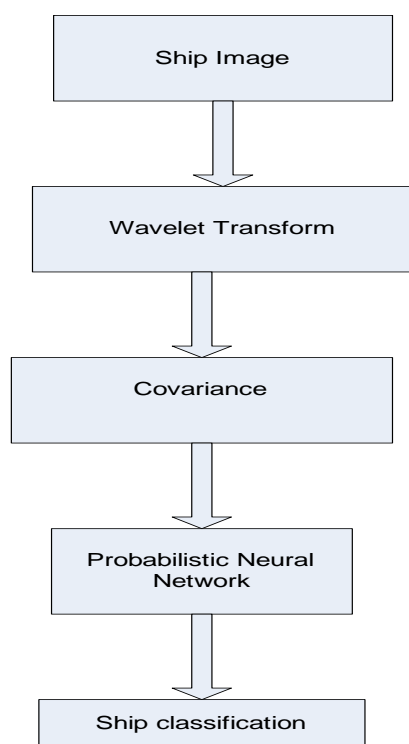 Ship Image
Wavelet Transform
Covariance
Probabilistic Neural
Network
Ship classification